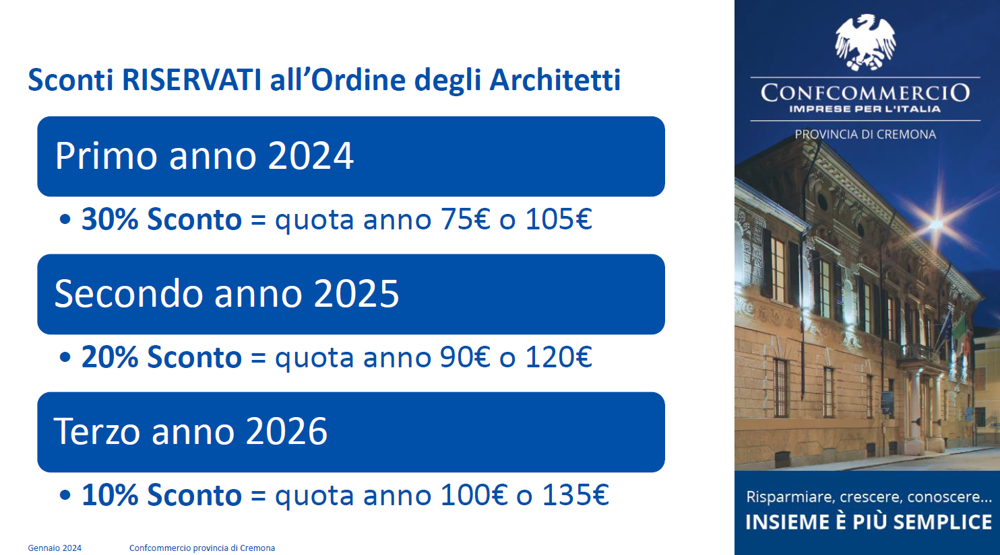 Sconti RISERVATI all’Ordine degli Architetti
Primo anno 2024
• 30% Sconto = quota anno 75€ o 105€
Secondo anno 2025
• 20% Sconto = quota anno 90€ o 120€
Terzo anno 2026
• 10% Sconto = quota anno 100€ o 135€
Gennaio 2024
Confcommercio provincia di Cremona
CONFCOMMERCIO
IMPRESE PER L'ITALIA
PROVINCIA DI CREMONA
Risparmiare, crescere, conoscere...
INSIEME È PIÙ SEMPLICE